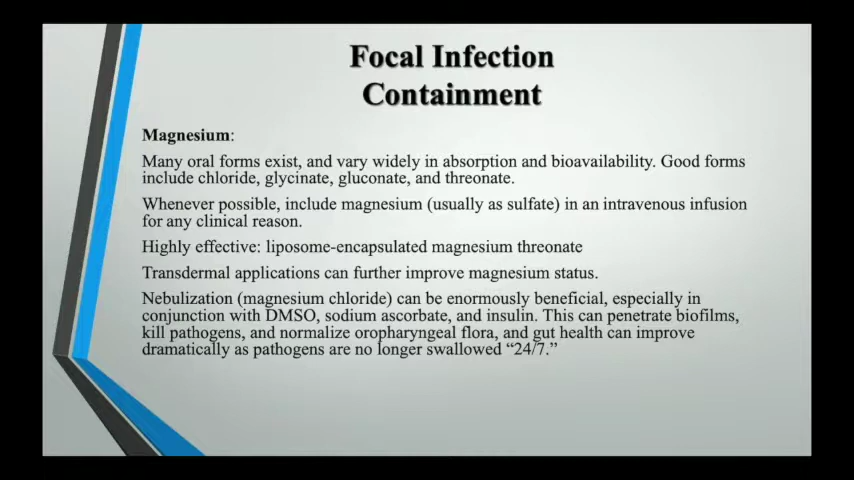 Focal Infection
Containment
Magnesium:
Many oral forms exist, and vary widely in absorption and bioavailability. Good forms
include chloride, glycinate, gluconate, and threonate.
Whenever possible, include magnesium (usually as sulfate) in an intravenous infusion
for any clinical reason.
Highly effective: liposome-encapsulated magnesium threonate
Transdermal applications can further improve magnesium status.
Nebulization (magnesium chloride) can be enormously beneficial, especially in
conjunction with DMSO, sodium ascorbate, and insulin. This can penetrate biofilms,
kill pathogens, and normalize oropharyngeal flora, and gut health can improve
dramatically as pathogens are no longer swallowed “24/7.”